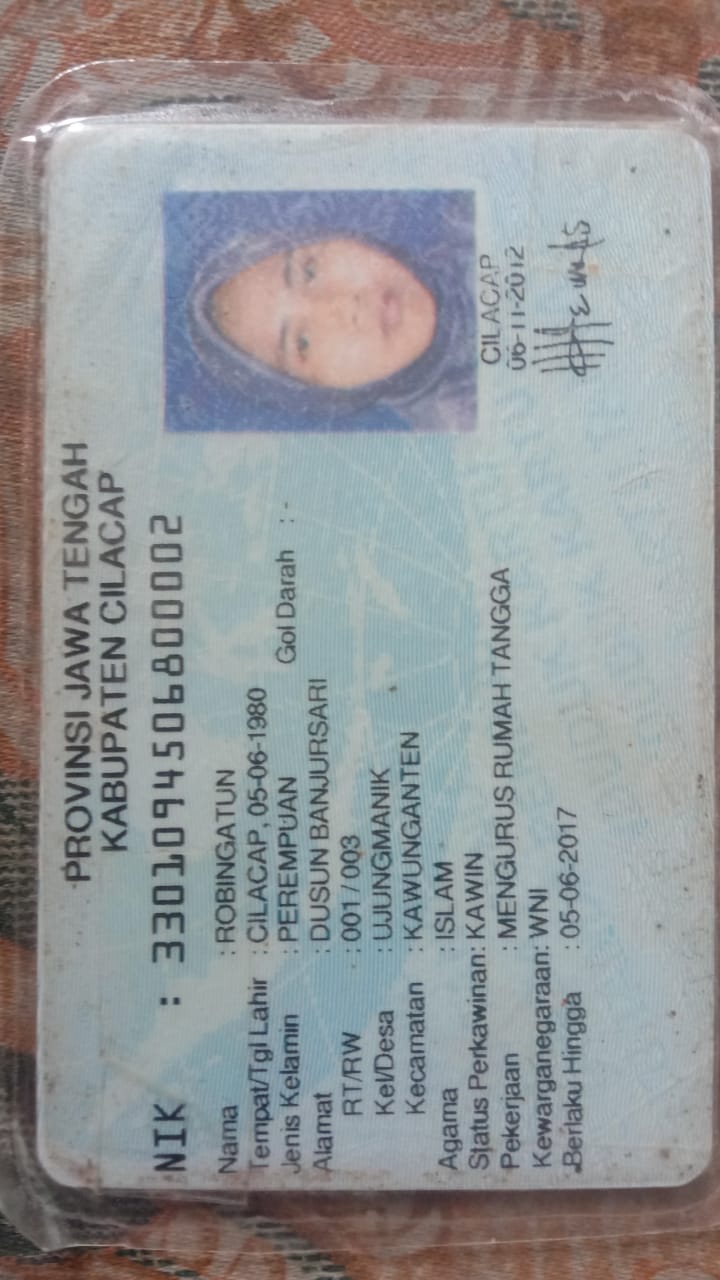 PROVINSI JAWA TENGAH
KABUPATEN CILACAP
NIK : 3301094506800002
Nama : ROBINGATUN
Tempat/Tgl Lahir : CILACAP, 05-06-1980
Jenis Kelamin : PEREMPUAN Gol Darah : -
Alamat : DUSUN BANJURSARI
RT/RW : 001 / 003
Kel/Desa : UJUNGMANIK
Kecamatan : KAWUNGANTEN
Agama : ISLAM
Status Perkawinan: KAWIN
Pekerjaan : MENGURUS RUMAH TANGGA
Kewarganegaraan: WNI
Berlaku Hingga : 05-06-2017
CILACAP
06-11-2012